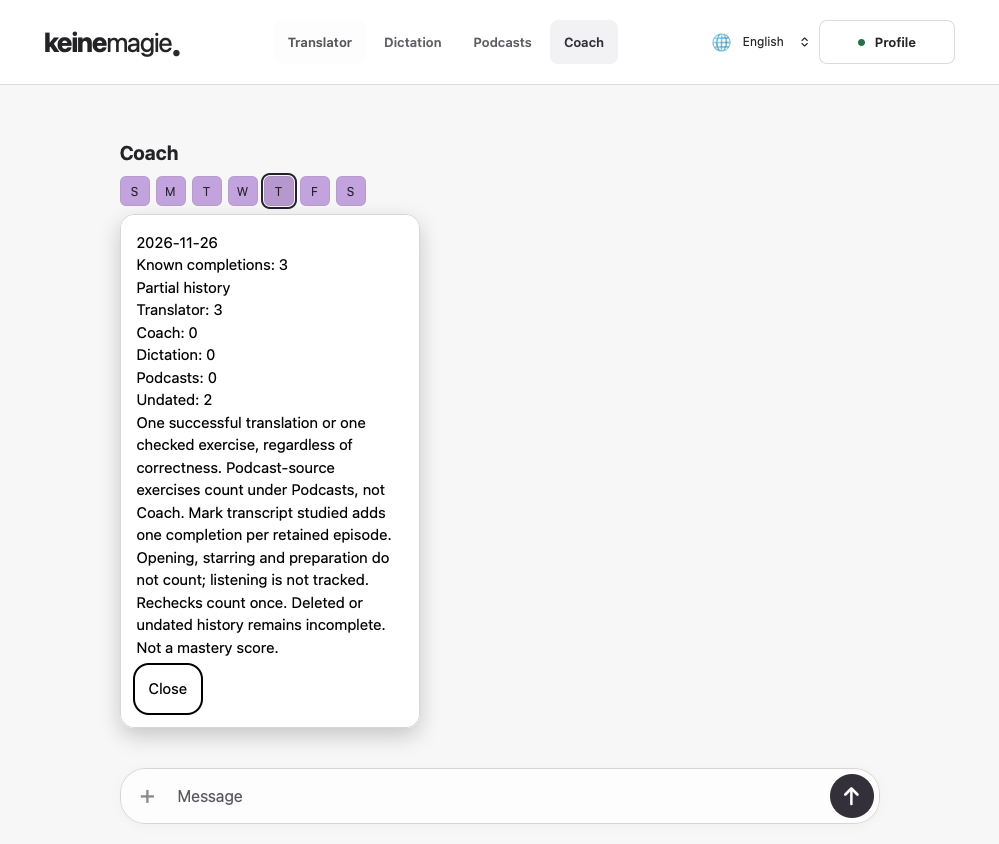 keinemagie.
Translator
Dictation
Podcasts
Coach
English
Profile
Coach
S M T W T F S
2026-11-26
Known completions: 3
Partial history
Translator: 3
Coach: 0
Dictation: 0
Podcasts: 0
Undated: 2
One successful translation or one
checked exercise, regardless of
correctness. Podcast-source
exercises count under Podcasts, not
Coach. Mark transcript studied adds
one completion per retained episode.
Opening, starring and preparation do
not count; listening is not tracked.
Rechecks count once. Deleted or
undated history remains incomplete.
Not a mastery score.
Close
Message